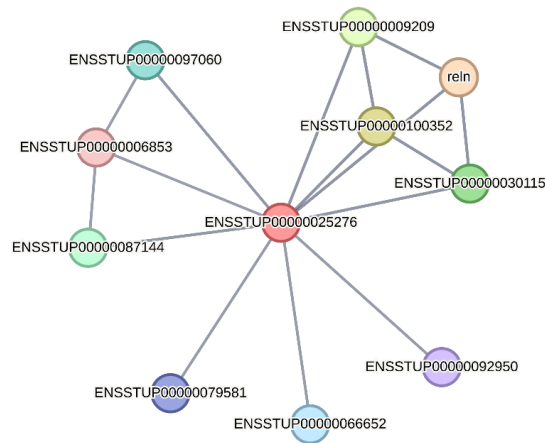 ENSSTUP00000009209
ENSSTUP00000097060
reln
ENSSTUP00000100352
ENSSTUP00000006853
ENSSTUP00000030115
ENSSTUP00000025276
ENSSTUP00000087144
ENSSTUP00000092950
ENSSTUP00000079581
ENSSTUP00000066652